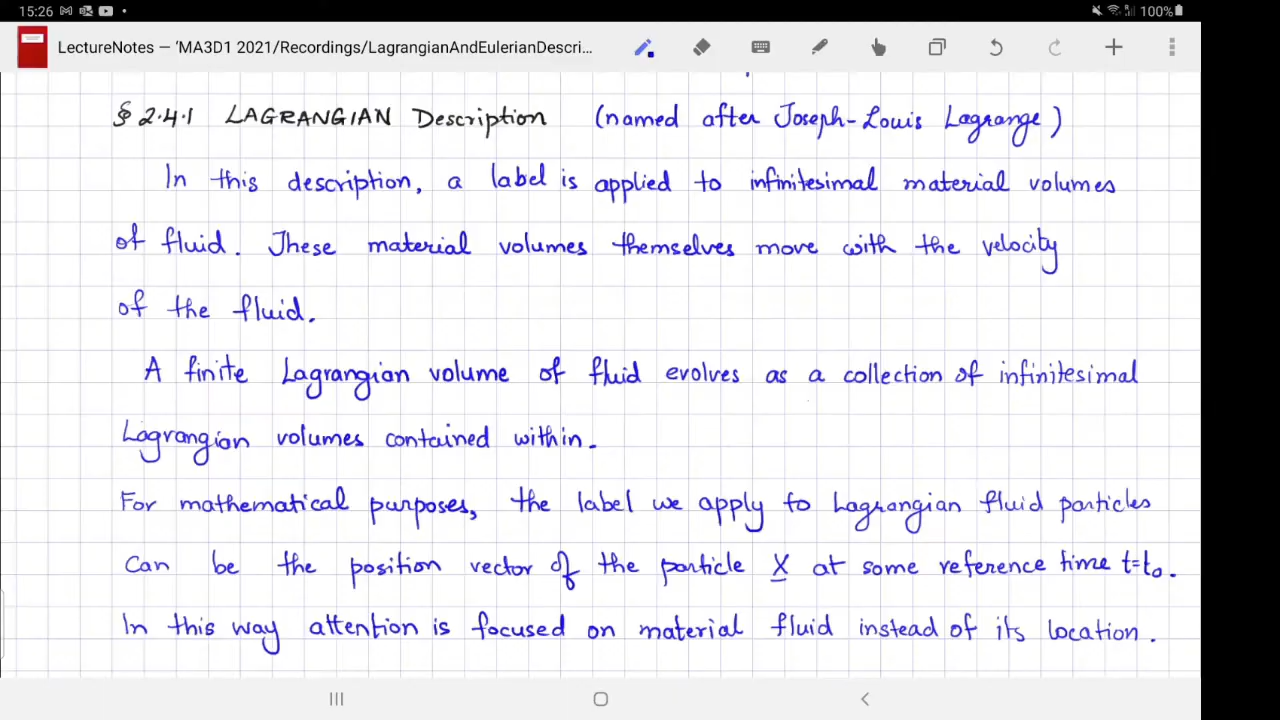 15:26 100%
LectureNotes — ‘MA3D1 2021/Recordings/LagrangianAndEulerianDescri...
§ 2.4.1 LAGRANGIAN Description (named after Joseph-Louis Lagrange)
In this description, a label is applied to infinitesimal material volumes
of fluid. These material volumes themselves move with the velocity
of the fluid.
A finite Lagrangian volume of fluid evolves as a collection of infinitesimal
Lagrangian volumes contained within.
For mathematical purposes, the label we apply to Lagrangian fluid particles
can be the position vector of the particle X at some reference time t=t₀.
In this way attention is focused on material fluid instead of its location.